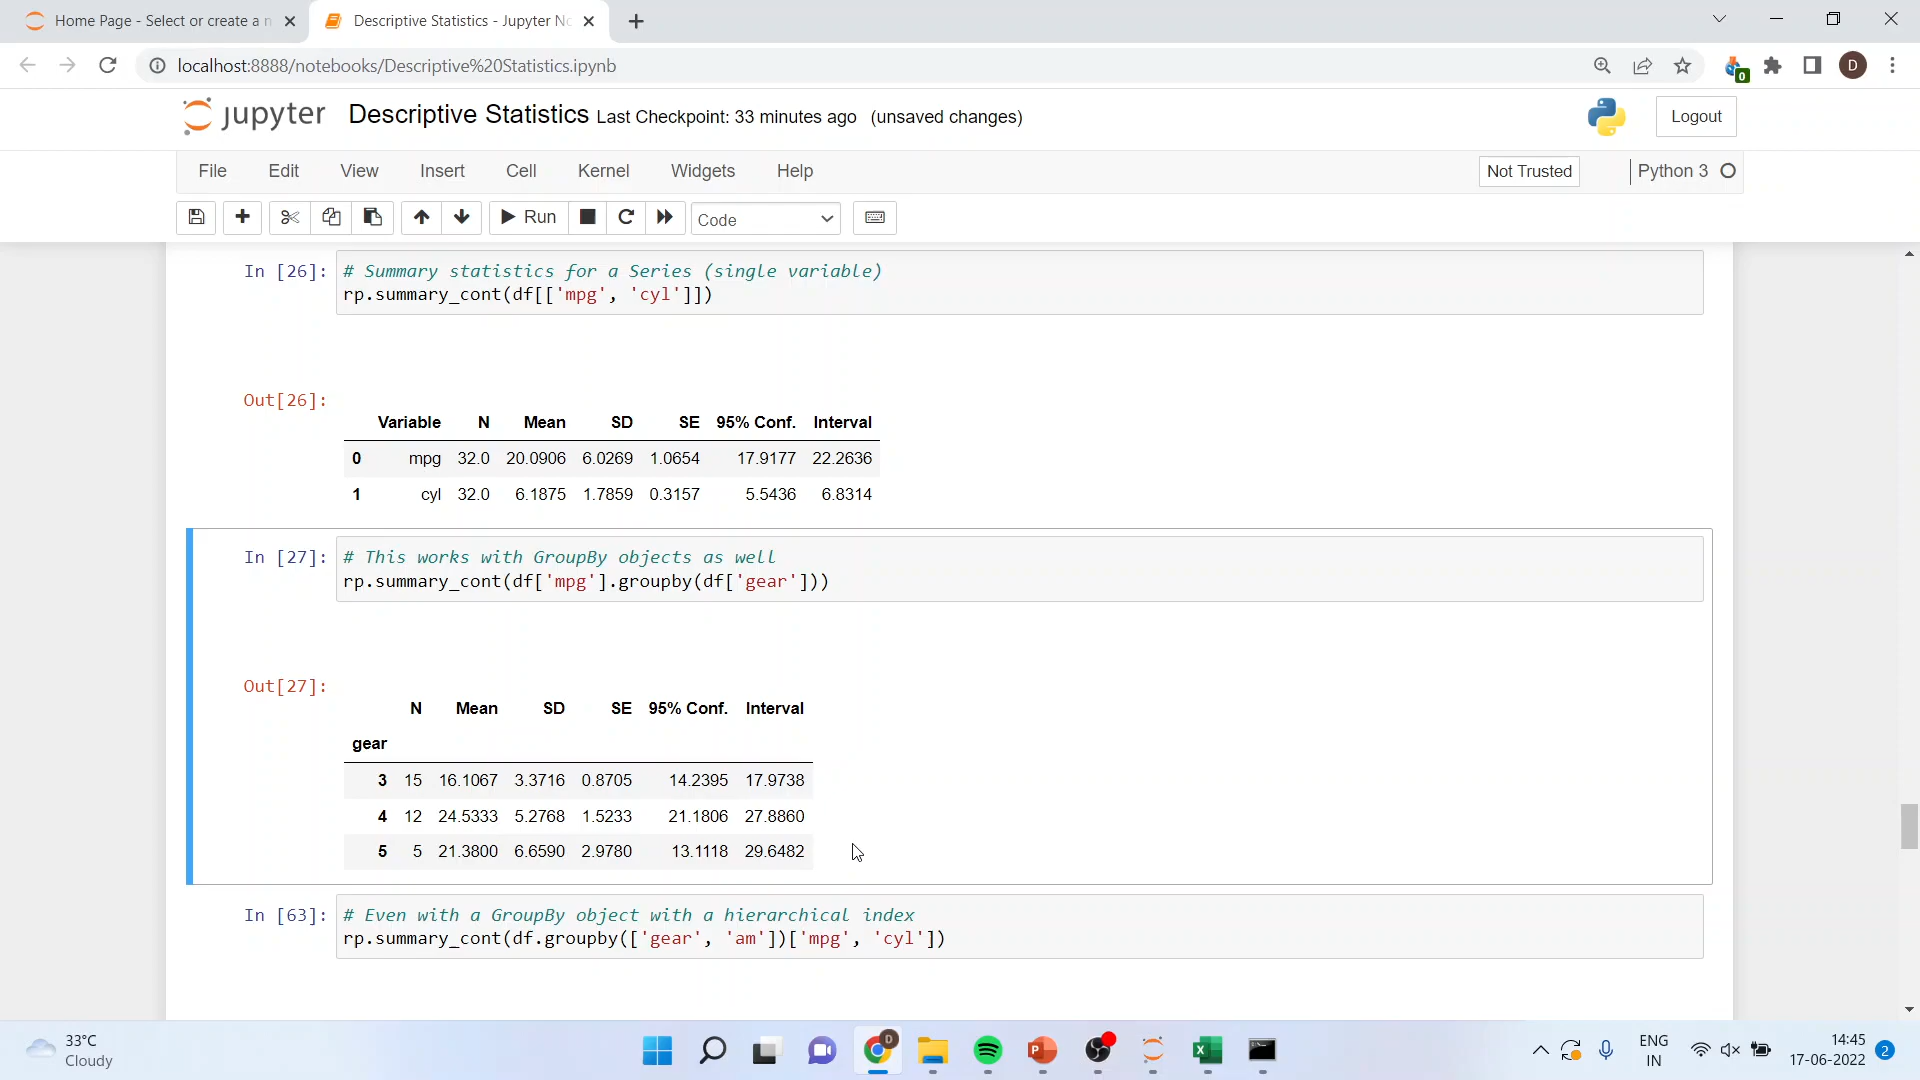 Home Page - Select or create a n
Descriptive Statistics - Jupyter No
localhost:8888/notebooks/Descriptive%20Statistics.ipynb
0
D
jupyter
Descriptive Statistics Last Checkpoint: 33 minutes ago (unsaved changes)
Logout
File Edit View Insert Cell Kernel Widgets Help
Not Trusted
Python 3
Run
Code
In [26]:
# Summary statistics for a Series (single variable)
rp.summary_cont(df[['mpg', 'cyl']])
Out[26]:
Variable N Mean SD SE 95% Conf. Interval
0 mpg 32.0 20.0906 6.0269 1.0654 17.9177 22.2636
1 cyl 32.0 6.1875 1.7859 0.3157 5.5436 6.8314
In [27]:
# This works with GroupBy objects as well
rp.summary_cont(df['mpg'].groupby(df['gear']))
Out[27]:
N Mean SD SE 95% Conf. Interval
gear
3 15 16.1067 3.3716 0.8705 14.2395 17.9738
4 12 24.5333 5.2768 1.5233 21.1806 27.8860
5 5 21.3800 6.6590 2.9780 13.1118 29.6482
In [63]:
# Even with a GroupBy object with a hierarchical index
rp.summary_cont(df.groupby(['gear', 'am'])['mpg', 'cyl'])
33°C
Cloudy
D
P
X
ENG
IN
14:45
17-06-2022
2